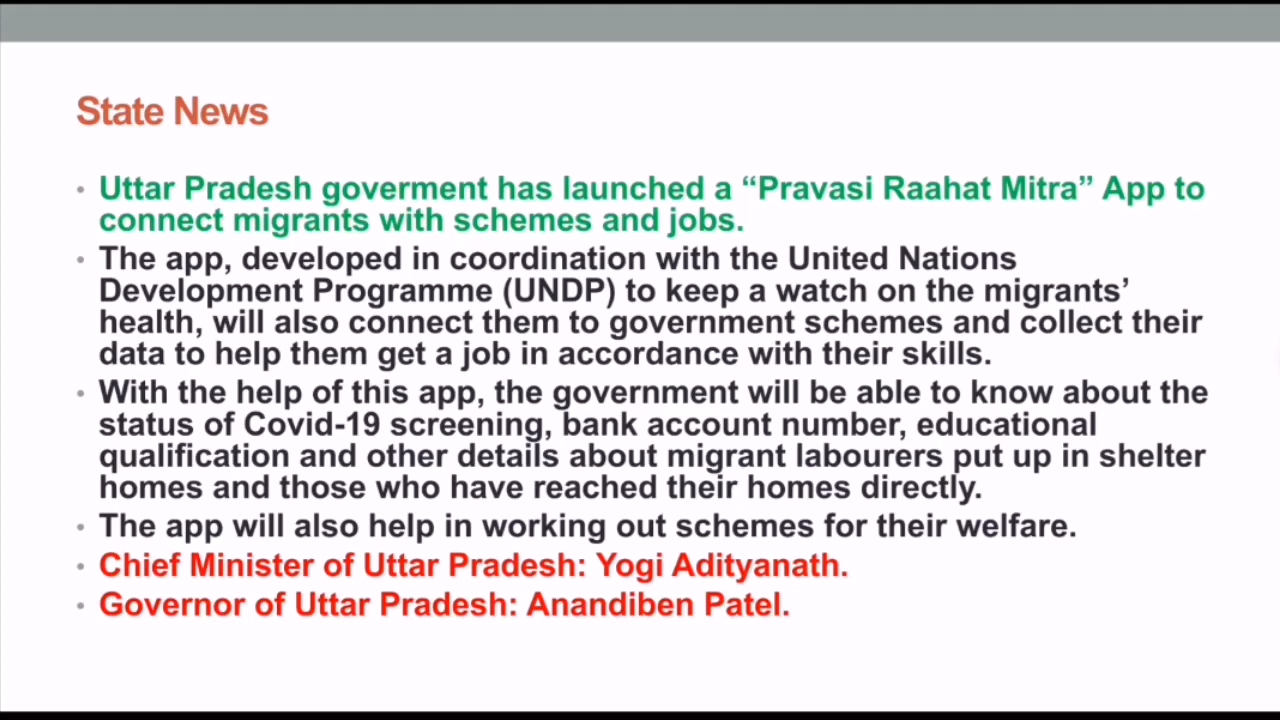 State News
• Uttar Pradesh goverment has launched a “Pravasi Raahat Mitra” App to
connect migrants with schemes and jobs.
• The app, developed in coordination with the United Nations
Development Programme (UNDP) to keep a watch on the migrants’
health, will also connect them to government schemes and collect their
data to help them get a job in accordance with their skills.
• With the help of this app, the government will be able to know about the
status of Covid-19 screening, bank account number, educational
qualification and other details about migrant labourers put up in shelter
homes and those who have reached their homes directly.
• The app will also help in working out schemes for their welfare.
• Chief Minister of Uttar Pradesh: Yogi Adityanath.
• Governor of Uttar Pradesh: Anandiben Patel.